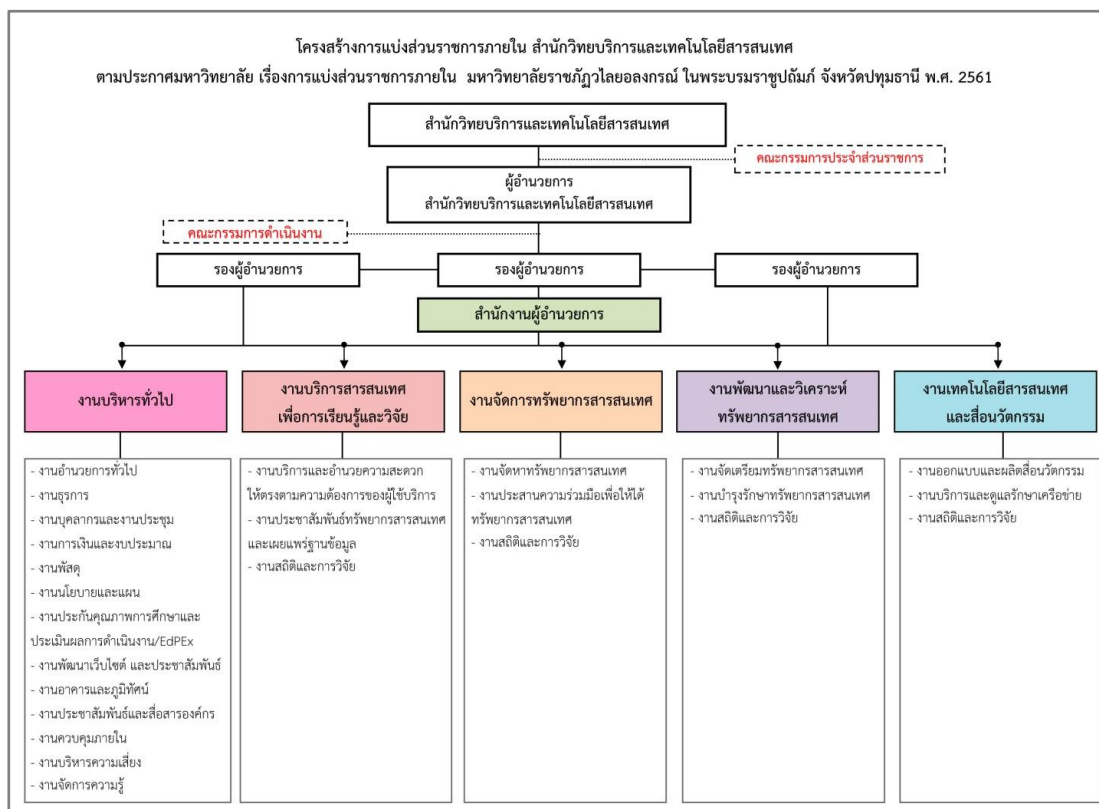 โครงสร้างการแบ่งส่วนราชการภายใน สำนักวิทยบริการและเทคโนโลยีสารสนเทศ
ตามประกาศมหาวิทยาลัย เรื่องการแบ่งส่วนราชการภายใน มหาวิทยาลัยราชภัฏวไลยอลงกรณ์ ในพระบรมราชูปถัมภ์ จังหวัดปทุมธานี พ.ศ. 2561
สำนักวิทยบริการและเทคโนโลยีสารสนเทศ
คณะกรรมการประจำส่วนราชการ
ผู้อำนวยการ
สำนักวิทยบริการและเทคโนโลยีสารสนเทศ
คณะกรรมการดำเนินงาน
รองผู้อำนวยการ
รองผู้อำนวยการ
รองผู้อำนวยการ
สำนักงานผู้อำนวยการ
งานบริหารทั่วไป
งานบริการสารสนเทศ
เพื่อการเรียนรู้และวิจัย
งานจัดการทรัพยากรสารสนเทศ
งานพัฒนาและวิเคราะห์
ทรัพยากรสารสนเทศ
งานเทคโนโลยีสารสนเทศ
และสื่อนวัตกรรม
- งานอำนวยการทั่วไป
- งานธุรการ
- งานบุคลากรและงานประชุม
- งานการเงินและงบประมาณ
- งานพัสดุ
- งานนโยบายและแผน
- งานประกันคุณภาพการศึกษาและ
ประเมินผลการดำเนินงาน/EdPEx
- งานพัฒนาเว็บไซต์ และประชาสัมพันธ์
- งานอาคารและภูมิทัศน์
- งานประชาสัมพันธ์และสื่อสารองค์กร
- งานควบคุมภายใน
- งานบริหารความเสี่ยง
- งานจัดการความรู้
- งานบริการและอำนวยความสะดวก
ให้ตรงตามความต้องการของผู้ใช้บริการ
- งานประชาสัมพันธ์ทรัพยากรสารสนเทศ
และเผยแพร่ฐานข้อมูล
- งานสถิติและการวิจัย
- งานจัดหาทรัพยากรสารสนเทศ
- งานประสานความร่วมมือเพื่อให้ได้
ทรัพยากรสารสนเทศ
- งานสถิติและการวิจัย
- งานจัดเตรียมทรัพยากรสารสนเทศ
- งานบำรุงรักษาทรัพยากรสารสนเทศ
- งานสถิติและการวิจัย
- งานออกแบบและผลิตสื่อนวัตกรรม
- งานบริการและดูแลรักษาเครือข่าย
- งานสถิติและการวิจัย